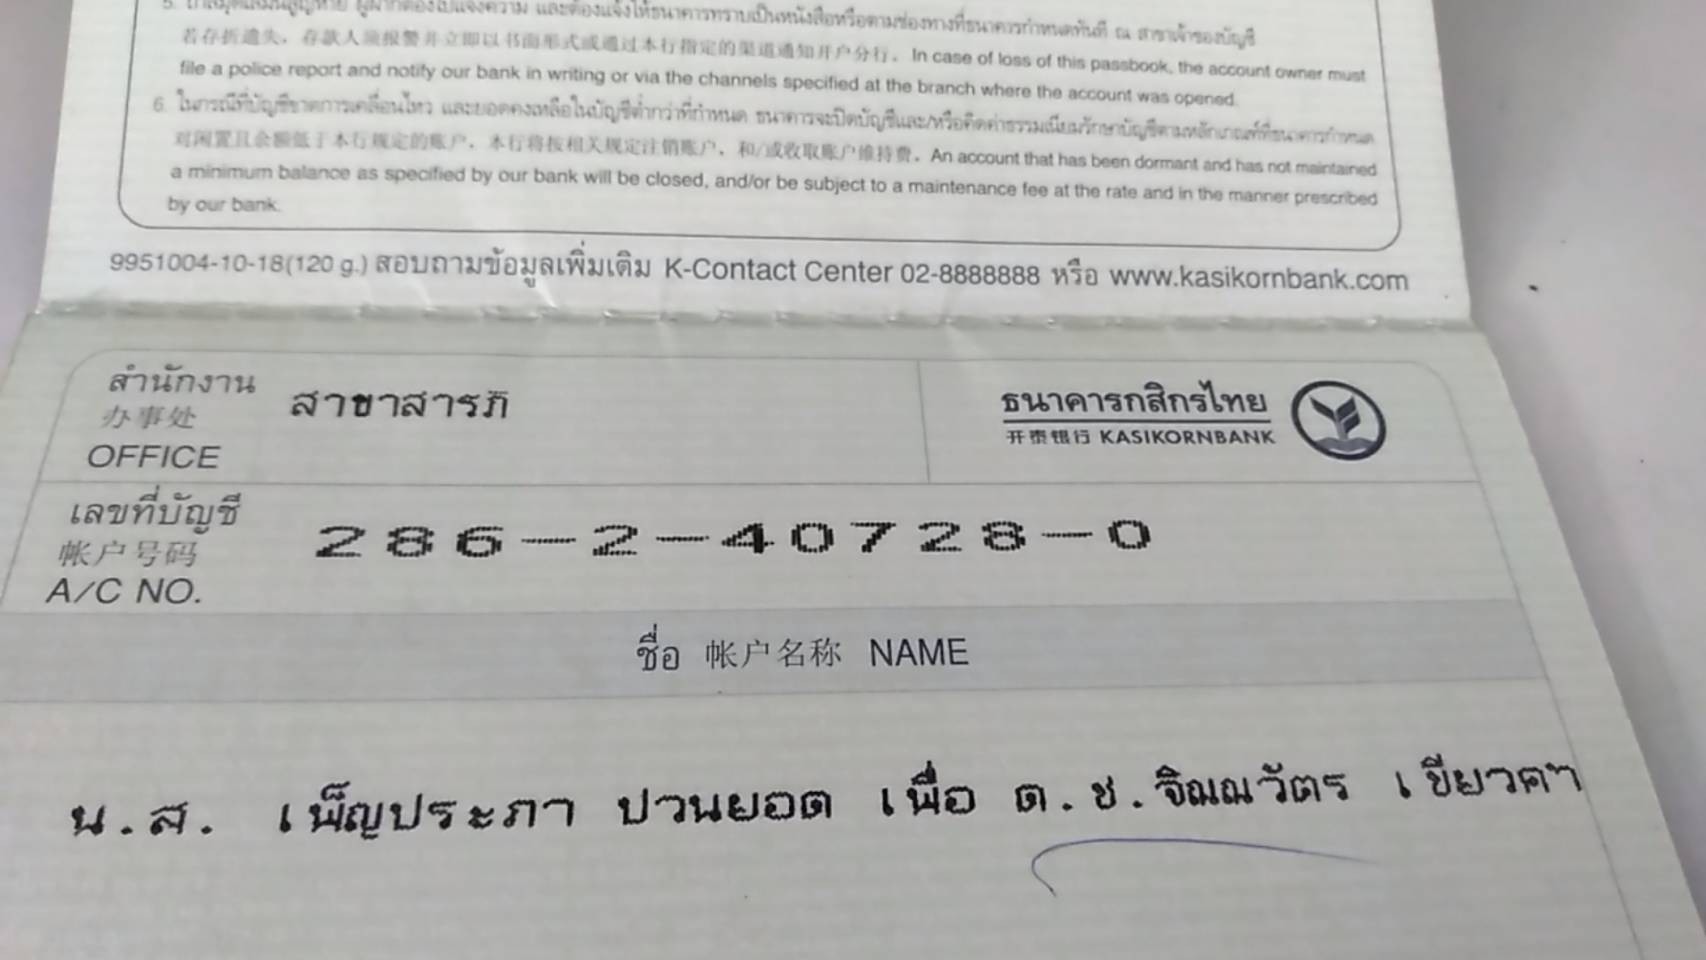 5. ถ้าสมุดเล่มนี้สูญหาย ผู้ฝากต้องไปแจ้งความ และต้องแจ้งให้ธนาคารทราบเป็นหนังสือหรือตามช่องทางที่ธนาคารกำหนดทันที ณ สาขาเจ้าของบัญชี
若存折遗失，存款人须报警并立即以书面形式或通过本行指定的渠道通知开户分行。In case of loss of this passbook, the account owner must
file a police report and notify our bank in writing or via the channels specified at the branch where the account was opened.
6. ในกรณีที่บัญชีขาดการเคลื่อนไหว และยอดคงเหลือในบัญชีต่ำกว่าที่กำหนด ธนาคารจะปิดบัญชีและ/หรือคิดค่าธรรมเนียมรักษาบัญชีตามหลักเกณฑ์ที่ธนาคารกำหนด
对闲置且余额低于本行规定的账户，本行将按相关规定注销账户，和/或收取账户维持费。An account that has been dormant and has not maintained
a minimum balance as specified by our bank will be closed, and/or be subject to a maintenance fee at the rate and in the manner prescribed
by our bank.
9951004-10-18(120 g.) สอบถามข้อมูลเพิ่มเติม K-Contact Center 02-8888888 หรือ www.kasikornbank.com
สำนักงาน
办事处
OFFICE
สาขาสารภี
ธนาคารกสิกรไทย
开泰银行 KASIKORNBANK
เลขที่บัญชี
帐户号码
A/C NO.
286-2-40728-0
ชื่อ 帐户名称 NAME
น.ส. เพ็ญประภา ปวนยอด เพื่อ ด.ช.จิณณวัตร เขียวคำ